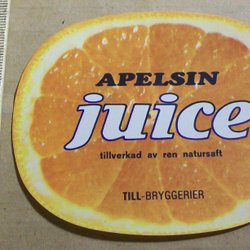 APELSIN
juice
tillverkad av ren natursaft
TILL-BRYGGERIER